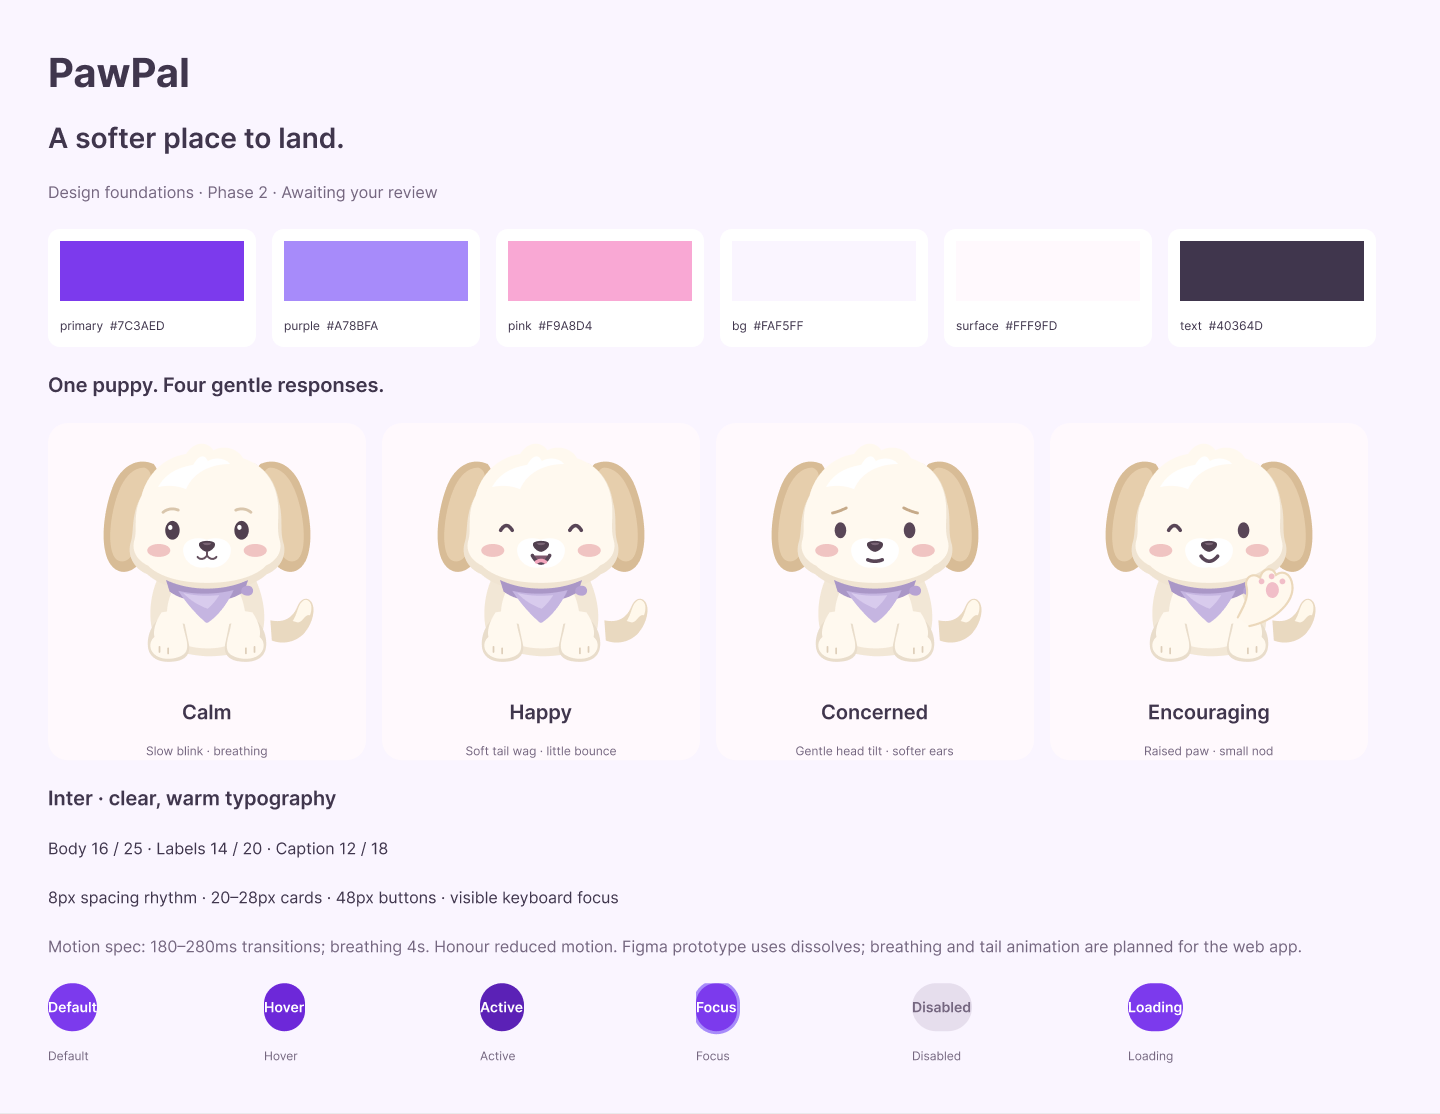 PawPal
A softer place to land.
Design foundations · Phase 2 · Awaiting your review
primary #7C3AED
purple #A78BFA
pink #F9A8D4
bg #FAF5FF
surface #FFF9FD
text #40364D
One puppy. Four gentle responses.
Calm
Happy
Concerned
Encouraging
Slow blink · breathing
Soft tail wag · little bounce
Gentle head tilt · softer ears
Raised paw · small nod
Inter · clear, warm typography
Body 16 / 25 · Labels 14 / 20 · Caption 12 / 18
8px spacing rhythm · 20–28px cards · 48px buttons · visible keyboard focus
Motion spec: 180–280ms transitions; breathing 4s. Honour reduced motion. Figma prototype uses dissolves; breathing and tail animation are planned for the web app.
Default
Hover
Active
Focus
Disabled
Loading
Default
Hover
Active
Focus
Disabled
Loading